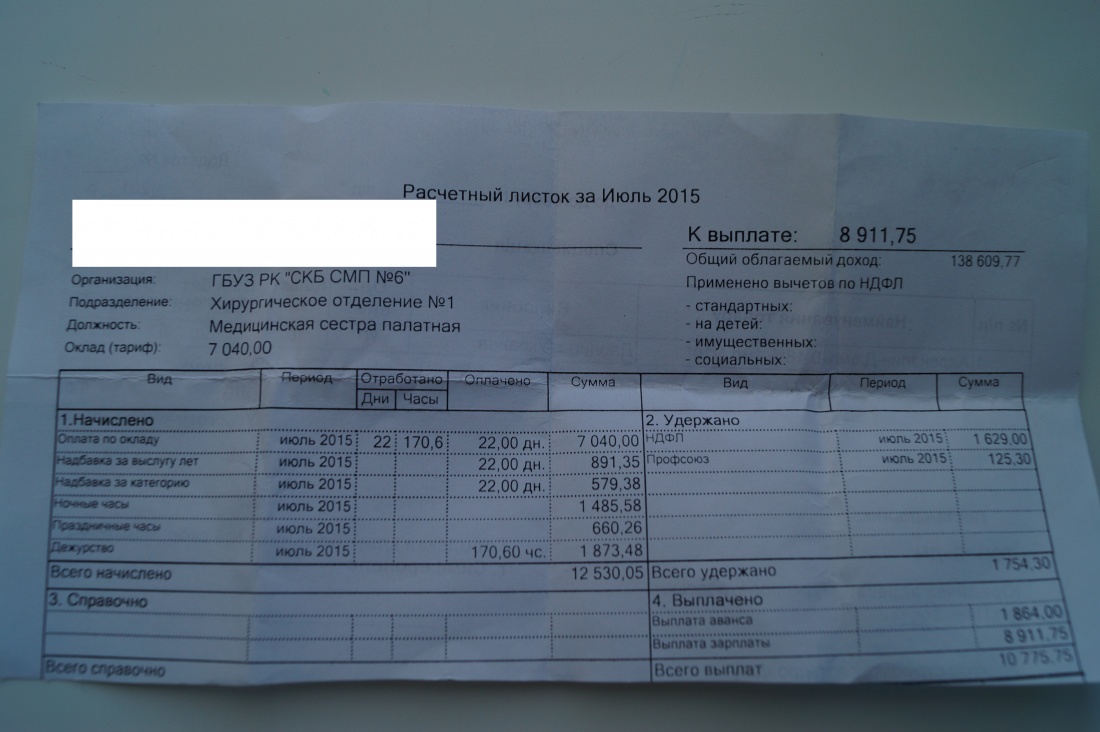 Расчетный листок за Июль 2015
К выплате: 8 911,75
Общий облагаемый доход: 138 609,77
Применено вычетов по НДФЛ
- стандартных:
- на детей:
- имущественных:
- социальных:
Организация: ГБУЗ РК "СКБ СМП №6"
Подразделение: Хирургическое отделение №1
Должность: Медицинская сестра палатная
Оклад (тариф): 7 040,00
Вид Период Отработано Оплачено Сумма Вид Период Сумма
Дни Часы
1.Начислено 2. Удержано
Оплата по окладу июль 2015 22 170,6 22,00 дн. 7 040,00 НДФЛ июль 2015 1 629,00
Надбавка за выслугу лет июль 2015 22,00 дн. 891,35 Профсоюз июль 2015 125,30
Надбавка за категорию июль 2015 22,00 дн. 579,38
Ночные часы июль 2015 1 485,58
Праздничные часы июль 2015 660,26
Дежурство июль 2015 170,60 чс. 1 873,48
Всего начислено 12 530,05 Всего удержано 1 754,30
3. Справочно 4. Выплачено
Выплата аванса 1 864,00
Выплата зарплаты 8 911,75
Всего справочно Всего выплат 10 775,75